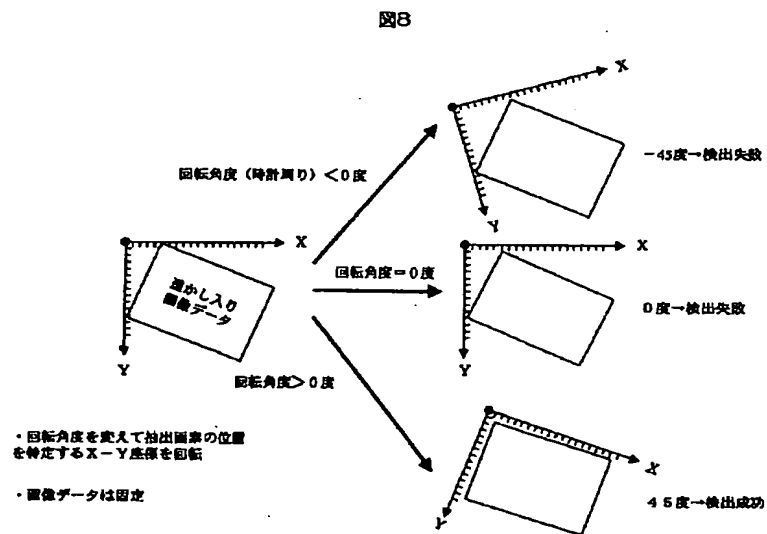 図8
X
回転角度（時計周り）＜0度
-45度→検出失敗
Y
X
回転角度＝0度
X
透かし入り
画像データ
0度→検出失敗
Y
Y
回転角度＞0度
・回転角度を変えて抽出画素の位置
を特定するX－Y座標を回転
X
・画像データは固定
45度→検出成功
Y